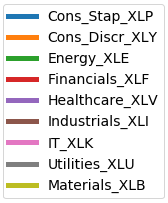 Cons_Stap_XLP
Cons_Discr_XLY
Energy_XLE
Financials_XLF
Healthcare_XLV
Industrials_XLI
IT_XLK
Utilities_XLU
Materials_XLB